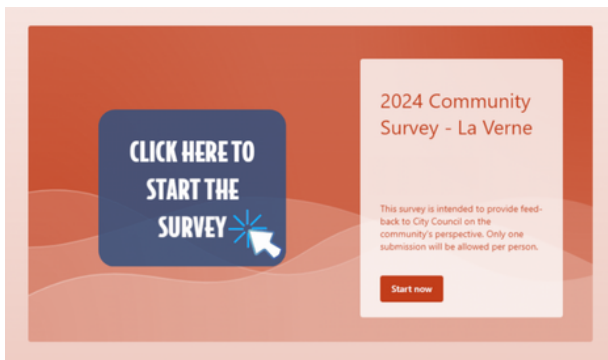 CLICK HERE TO
START THE
SURVEY
2024 Community
Survey - La Verne
This survey is intended to provide feed-
back to City Council on the
community's perspective. Only one
submission will be allowed per person.
Start now